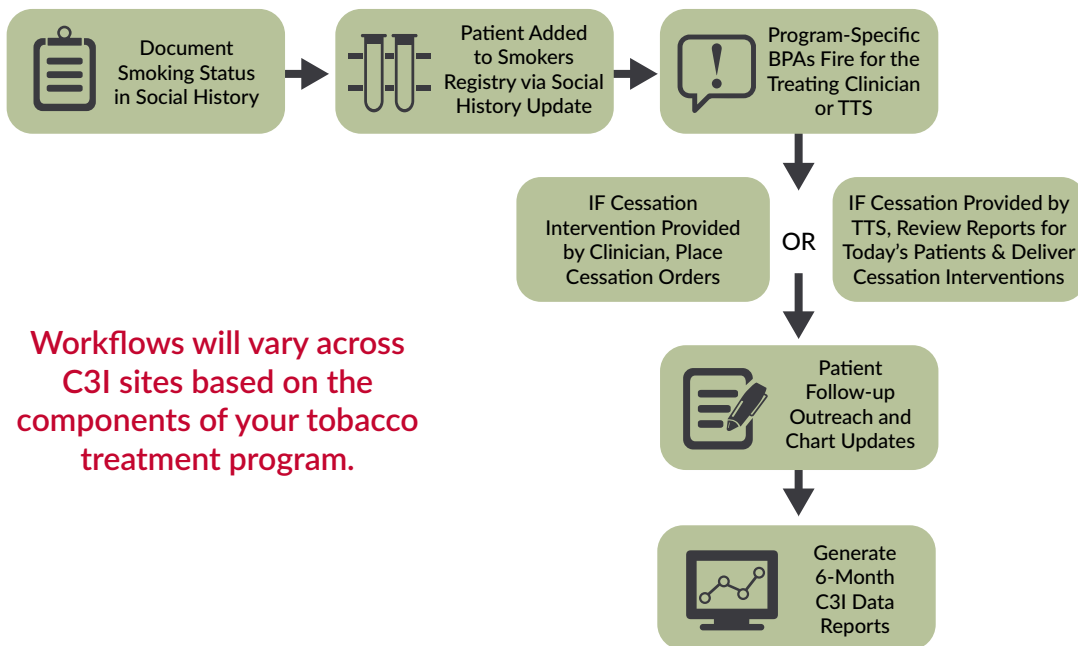 Document
Smoking Status
in Social History
Patient Added
to Smokers
Registry via Social
History Update
Program-Specific
BPAs Fire for the
Treating Clinician
or TTS
IF Cessation
Intervention Provided
by Clinician, Place
Cessation Orders
OR
IF Cessation Provided by
TTS, Review Reports for
Today’s Patients & Deliver
Cessation Interventions
Workflows will vary across
C3I sites based on the
components of your tobacco
treatment program.
Patient
Follow-up
Outreach and
Chart Updates
Generate
6-Month
C3I Data
Reports